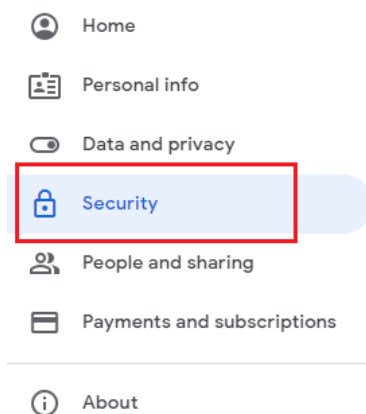 Home
Personal info
Data and privacy
Security
People and sharing
Payments and subscriptions
About